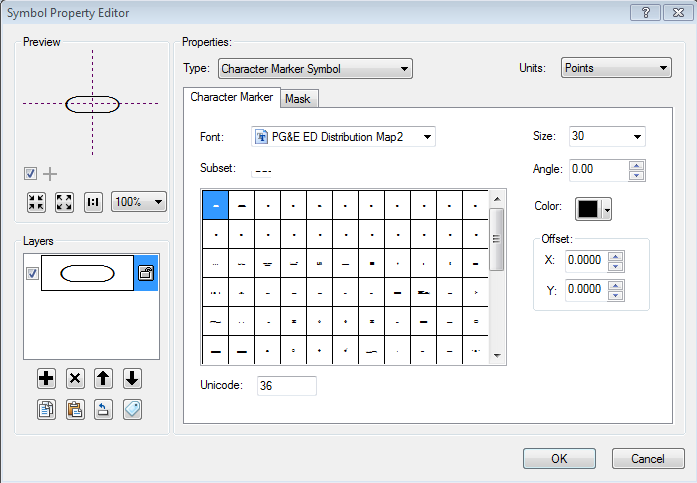 Symbol Property Editor
Preview
100%
Layers
Properties:
Type: Character Marker Symbol
Units: Points
Character Marker
Mask
Font: PG&E ED Distribution Map2
Subset:
Unicode: 36
Size: 30
Angle: 0.00
Color:
Offset:
X: 0.0000
Y: 0.0000
OK
Cancel